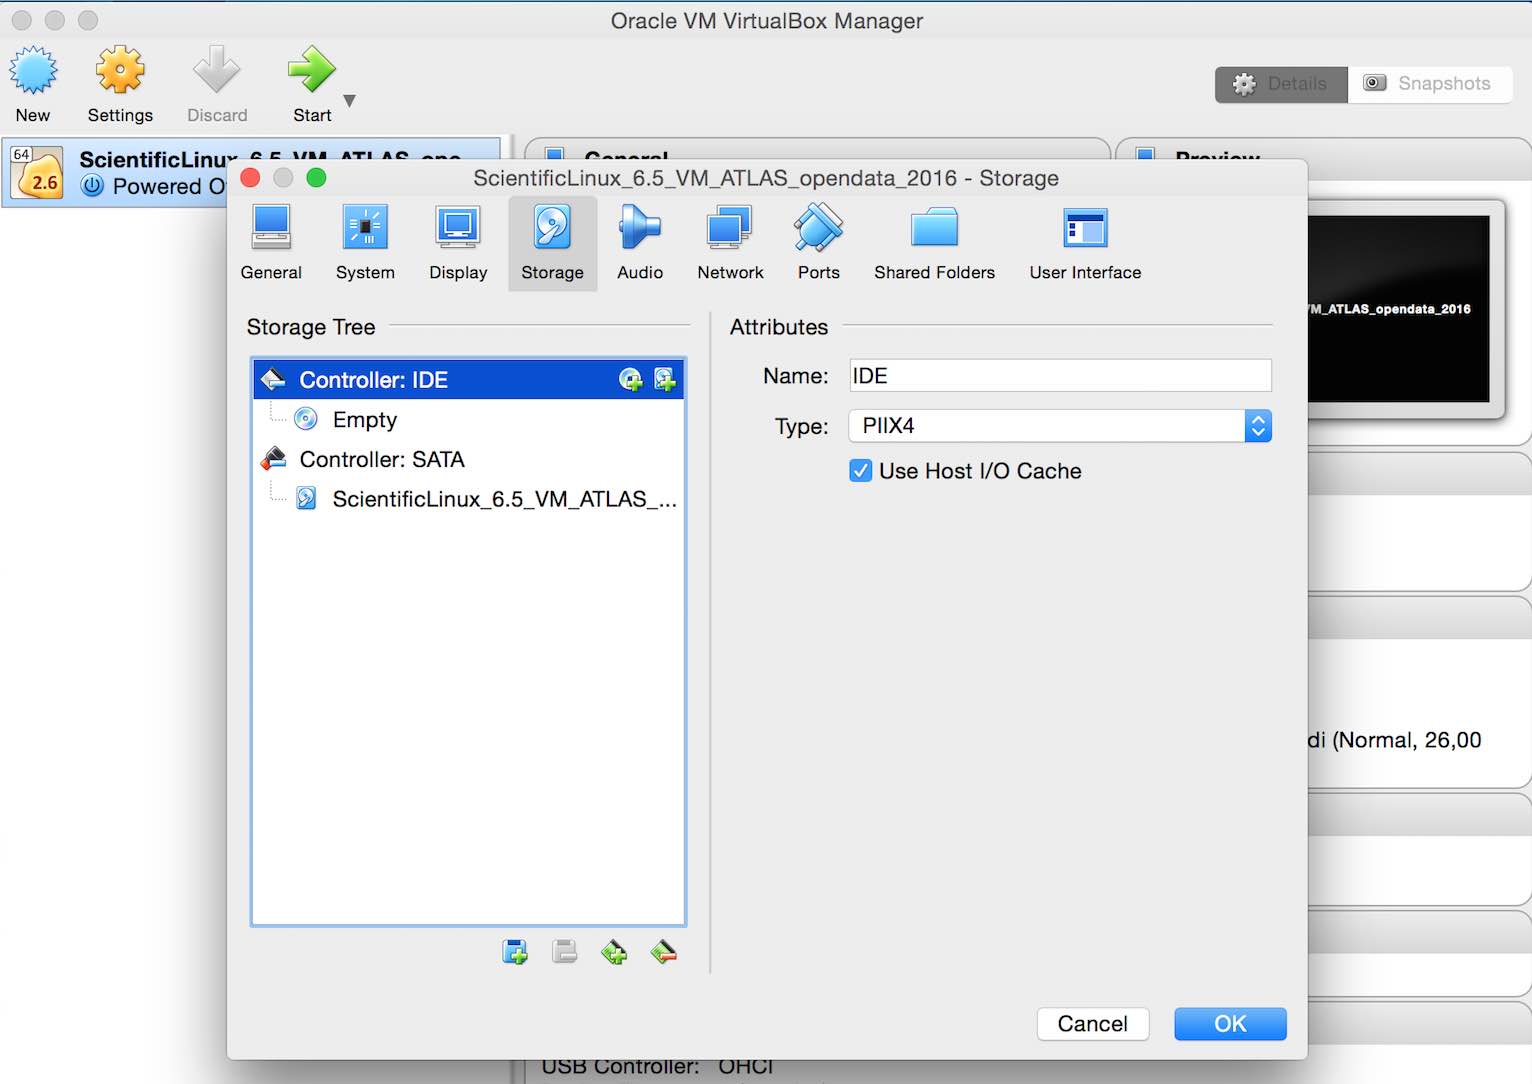 Oracle VM VirtualBox Manager
New
Settings
Discard
Start
Details
Snapshots
64
2.6
ScientificLinux_6.5_VM_ATLAS_ope
Powered O
General
Preview
ScientificLinux_6.5_VM_ATLAS_opendata_2016 - Storage
General
System
Display
Storage
Audio
Network
Ports
Shared Folders
User Interface
Storage Tree
Controller: IDE
Empty
Controller: SATA
ScientificLinux_6.5_VM_ATLAS_...
Attributes
Name: IDE
Type: PIIX4
Use Host I/O Cache
VM_ATLAS_opendata_2016
di (Normal, 26,00
Cancel
OK
USB Controller: OHCI